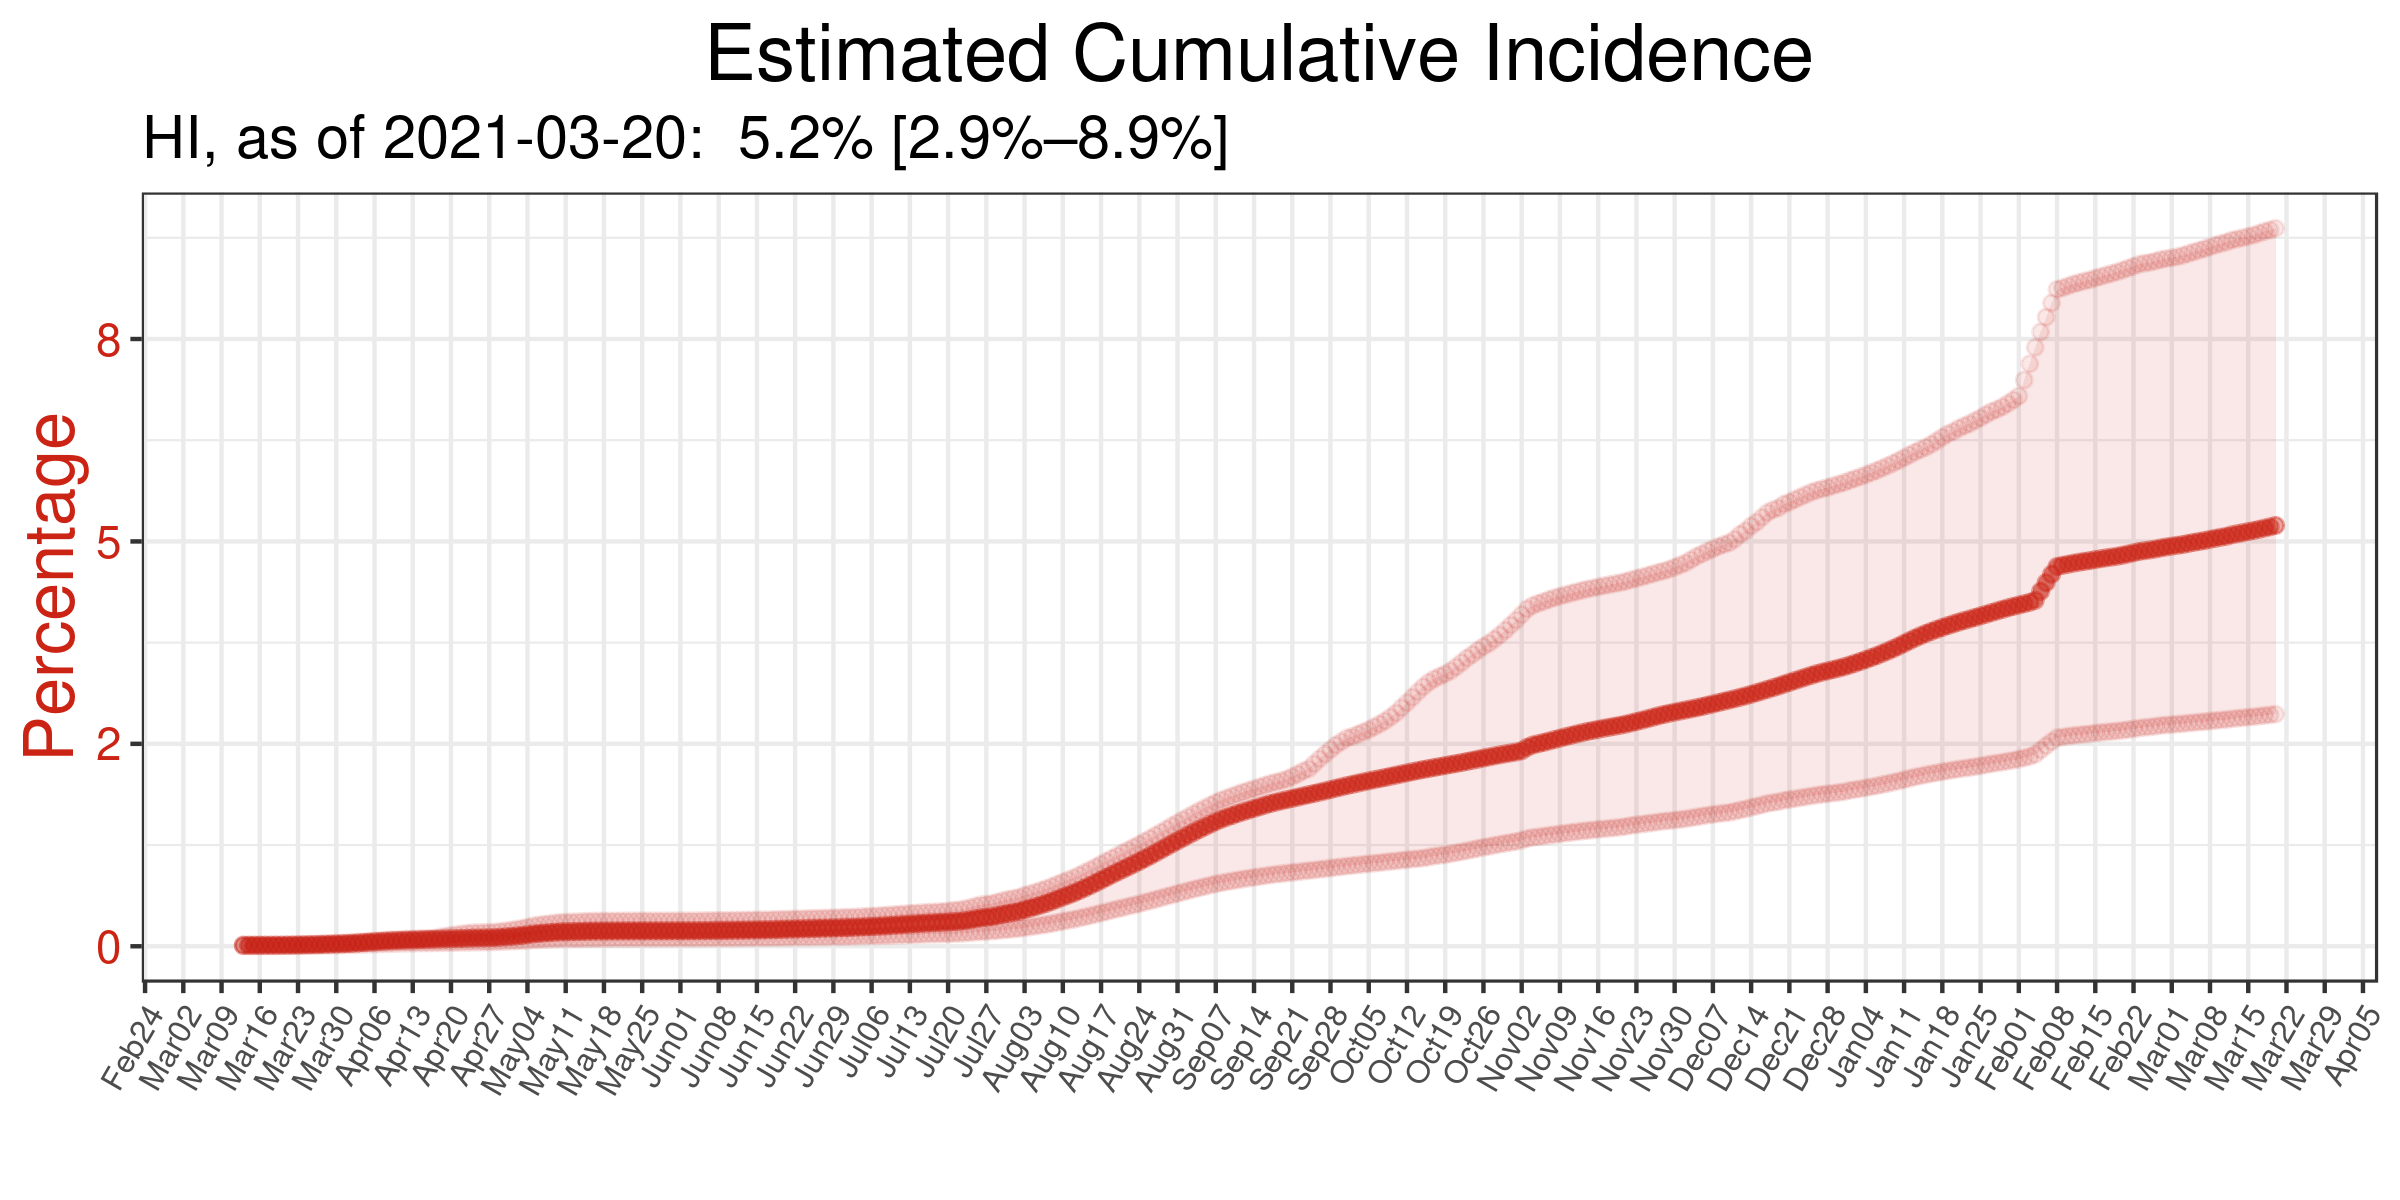 Estimated Cumulative Incidence
HI, as of 2021-03-20:  5.2% [2.9%–8.9%]
Percentage
8
5
2
0
Feb24
Mar02
Mar09
Mar16
Mar23
Mar30
Apr06
Apr13
Apr20
Apr27
May04
May11
May18
May25
Jun01
Jun08
Jun15
Jun22
Jun29
Jul06
Jul13
Jul20
Jul27
Aug03
Aug10
Aug17
Aug24
Aug31
Sep07
Sep14
Sep21
Sep28
Oct05
Oct12
Oct19
Oct26
Nov02
Nov09
Nov16
Nov23
Nov30
Dec07
Dec14
Dec21
Dec28
Jan04
Jan11
Jan18
Jan25
Feb01
Feb08
Feb15
Feb22
Mar01
Mar08
Mar15
Mar22
Mar29
Apr05